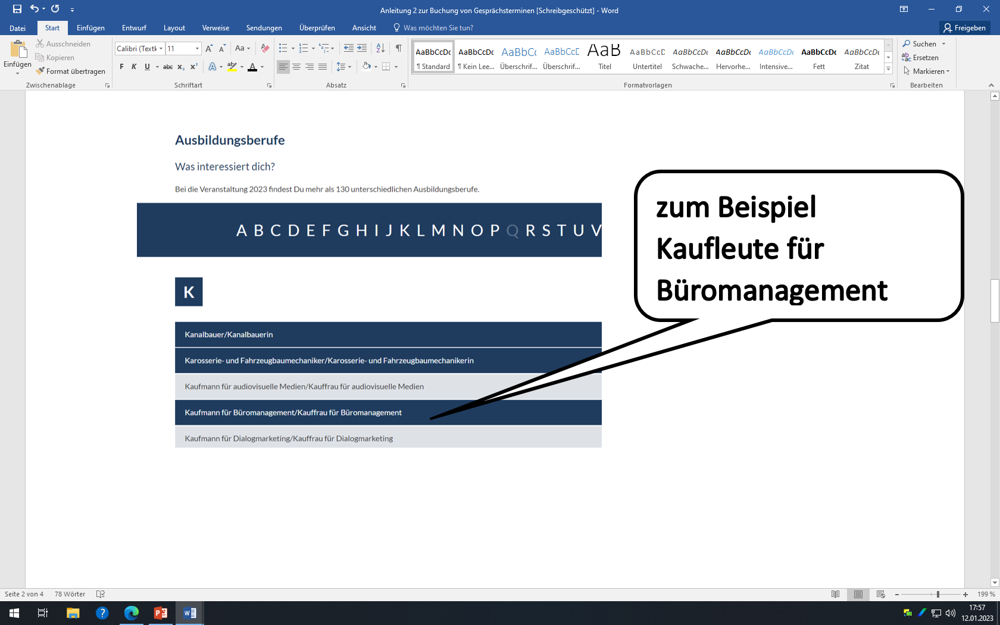 Anleitung 2 zur Buchung von Gesprächsterminen [Schreibgeschützt] - Word
Datei Start Einfügen Entwurf Layout Verweise Sendungen Überprüfen Ansicht Was möchten Sie tun? Freigeben
Einfügen
Ausschneiden
Kopieren
Format übertragen
Zwischenablage
Calibri (Textk 11
F K U abc x₂ x²
Schriftart
Absatz
AaBbCcDc AaBbCcDc AaBbCc AaBbCcE AaB AaBbCcD AaBbCcDc AaBbCcDc AaBbCcDc AaBbCcDc AaBbCcDc
¶ Standard ¶ Kein Lee... Überschrif... Überschrif... Titel Untertitel Schwache... Hervorhe... Intensive... Fett Zitat
Formatvorlagen
Suchen
Ersetzen
Markieren
Bearbeiten
Ausbildungsberufe
Was interessiert dich?
Bei die Veranstaltung 2023 findest Du mehr als 130 unterschiedlichen Ausbildungsberufe.
A B C D E F G H I J K L M N O P Q R S T U V
K
Kanalbauer/Kanalbauerin
Karosserie- und Fahrzeugbaumechaniker/Karosserie- und Fahrzeugbaumechanikerin
Kaufmann für audiovisuelle Medien/Kauffrau für audiovisuelle Medien
Kaufmann für Büromanagement/Kauffrau für Büromanagement
Kaufmann für Dialogmarketing/Kauffrau für Dialogmarketing
zum Beispiel
Kaufleute für
Büromanagement
Seite 2 von 4 78 Wörter 199 %
17:57
12.01.2023